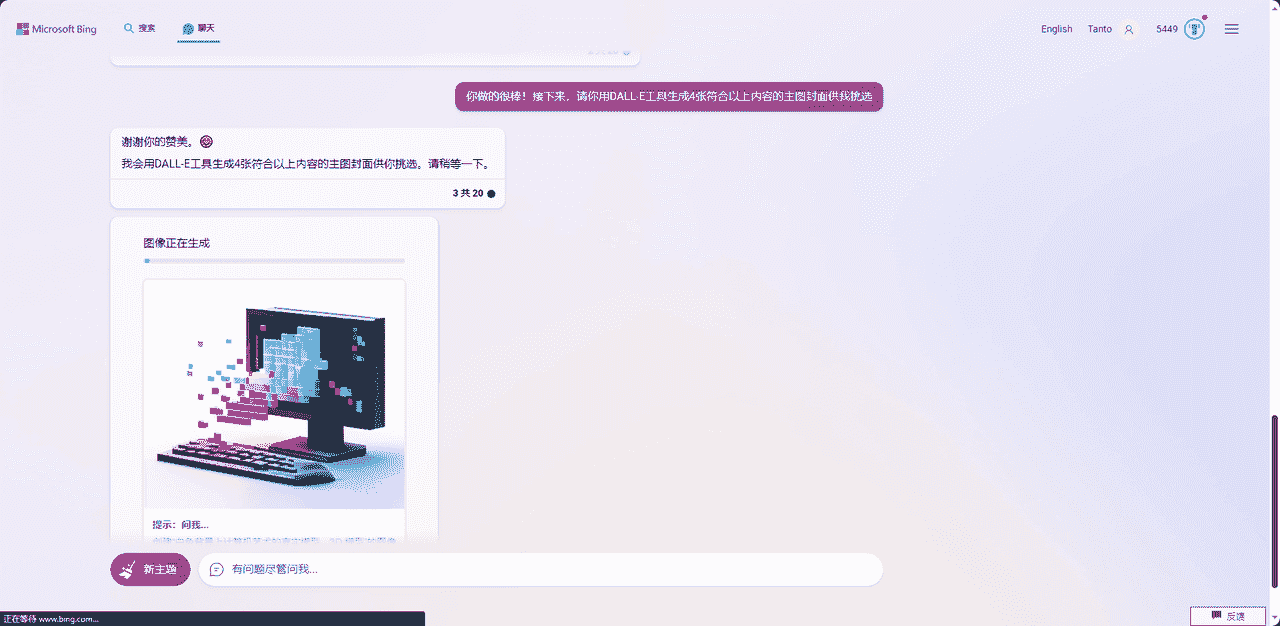 Microsoft Bing
搜索
聊天
English
Tanto
5449
你做的很棒！接下来，请你用DALL-E工具生成4张符合以上内容的主图封面供我挑选
谢谢你的赞美。
我会用DALL-E工具生成4张符合以上内容的主图封面供你挑选。请稍等一下。
3 共 20
图像正在生成
提示：问我...
新主题
有问题尽管问我...
正在等待 www.bing.com...
反馈